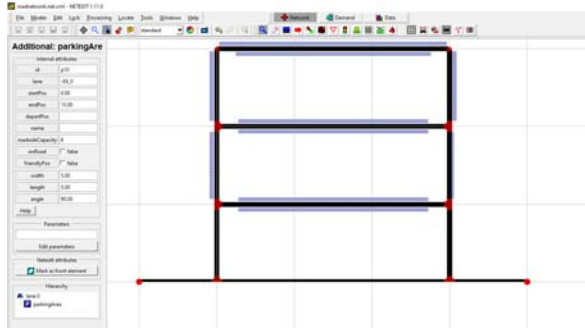 roadnetwork.net.xml - NETEDIT 1.11.0
File Modes Edit Lock Processing Locate Tools Windows Help
Network Demand Data
standard
Additional: parkingAre
Internal attributes
id
lane
startPos 0.00
endPos 15.00
departPos
name
roadsideCapacity
onRoad false
friendlyPos false
width 5.00
length 5.00
angle 90.00
Help
Parameters
Edit parameters
Netedit attributes
Mark as front element
Hierarchy
lane 0
parkingArea